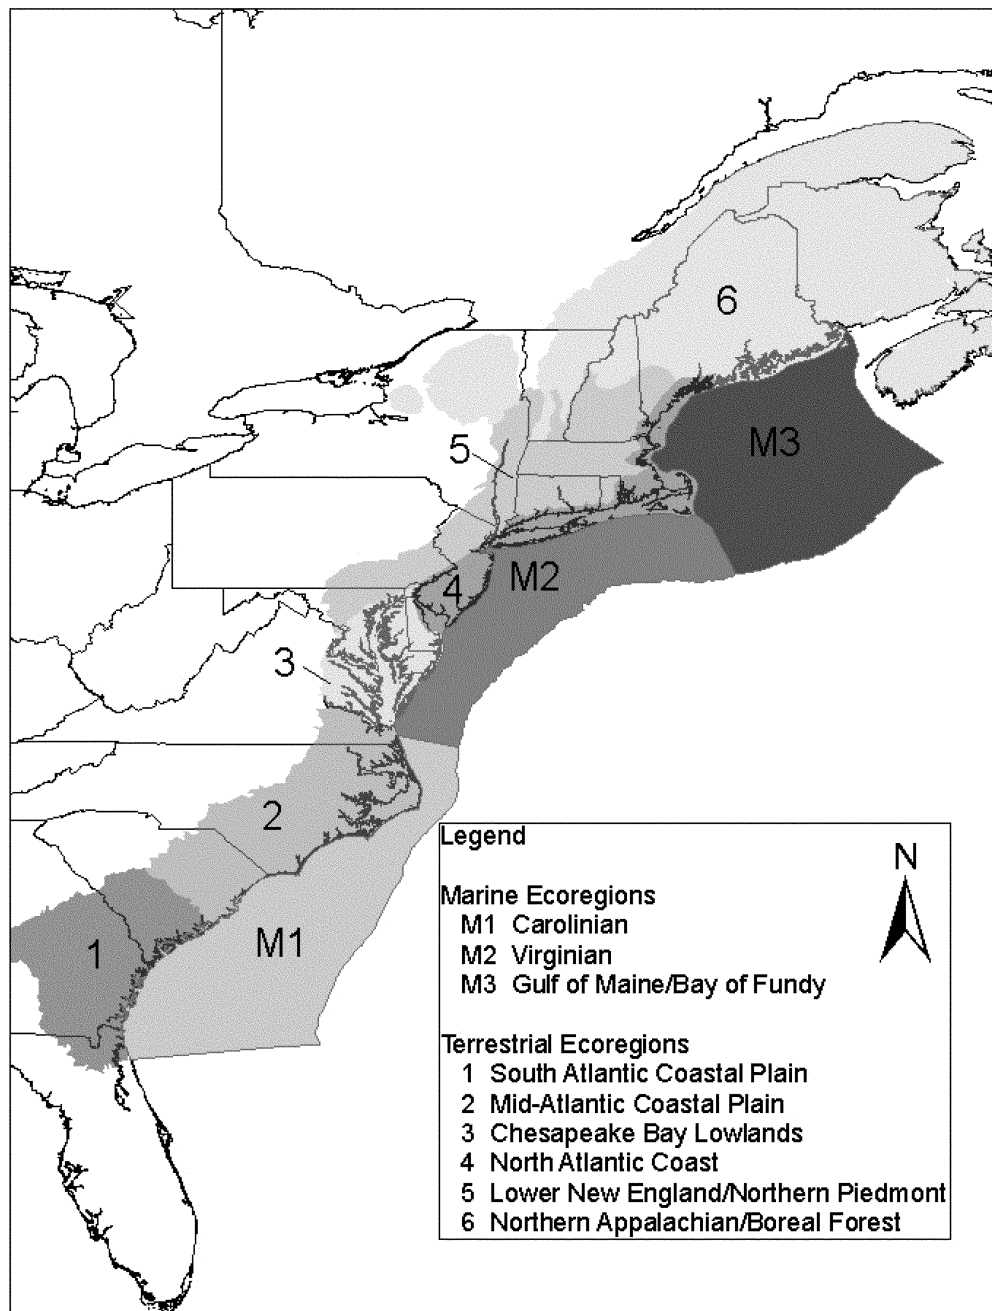 6
M3
5
M2
4
3
2
M1
1
N
Legend
Marine Ecoregions
M1 Carolinian
M2 Virginian
M3 Gulf of Maine/Bay of Fundy
Terrestrial Ecoregions
1 South Atlantic Coastal Plain
2 Mid-Atlantic Coastal Plain
3 Chesapeake Bay Lowlands
4 North Atlantic Coast
5 Lower New England/Northern Piedmont
6 Northern Appalachian/Boreal Forest